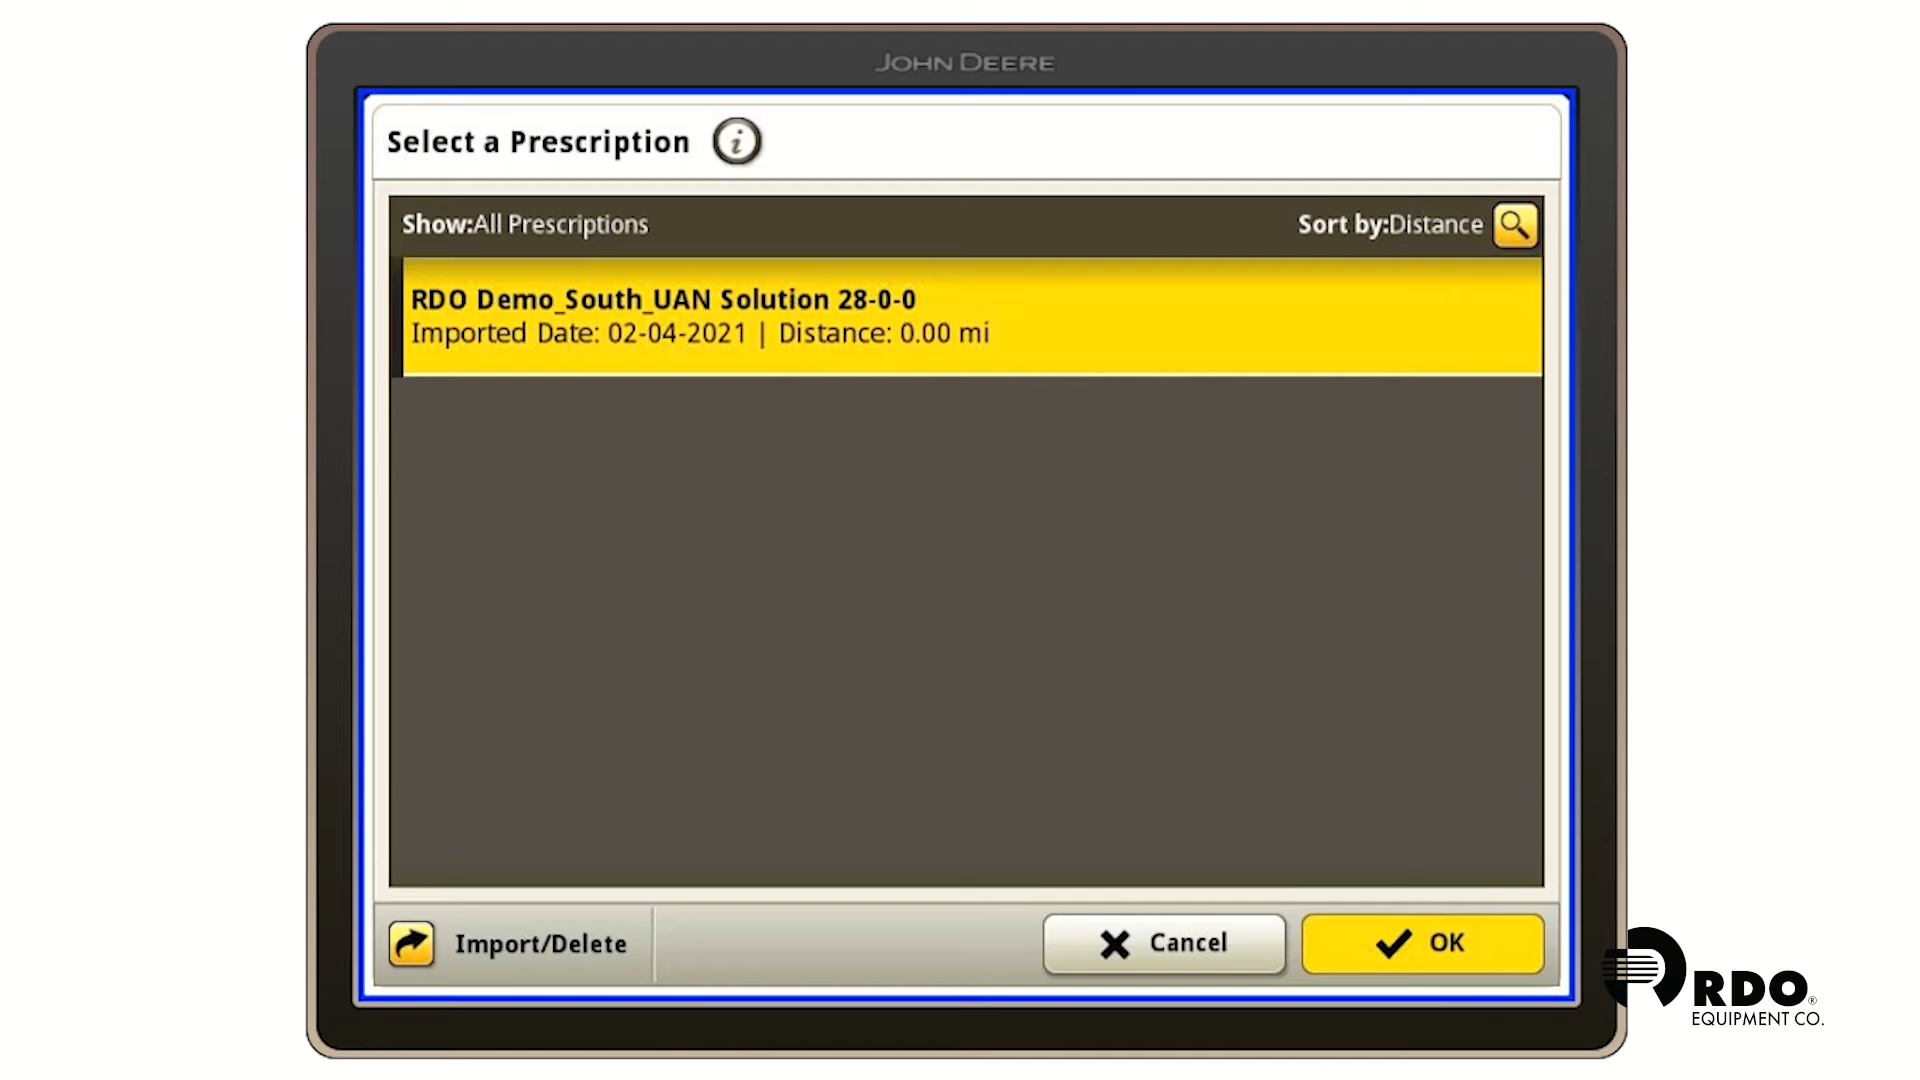 JOHN DEERE
Select a Prescription
Show:All Prescriptions
Sort by:Distance
RDO Demo_South_UAN Solution 28-0-0
Imported Date: 02-04-2021 | Distance: 0.00 mi
Import/Delete
Cancel
OK
RDO®
EQUIPMENT CO.